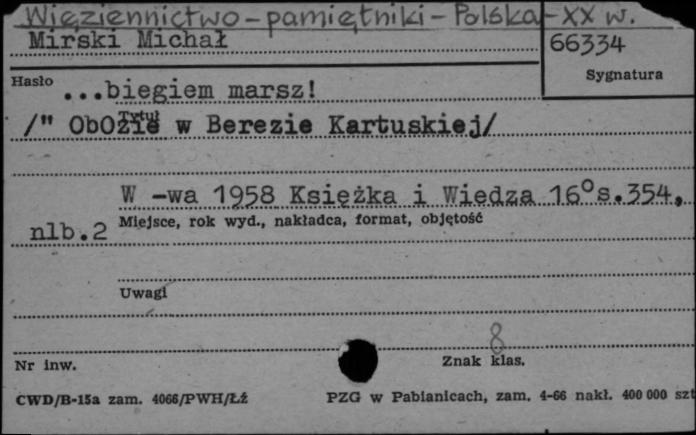 Więziennictwo-pamiętniki-Polska-XX w.
Mirski Michał
66334
Hasło
Sygnatura
...biegiem marsz!
Tytuł
/" ObOzie w Berezie Kartuskiej/
W -wa 1958 Książka i Wiedza 16° s.354,
Miejsce, rok wyd., nakładca, format, objętość
nlb.2
Uwagi
8
Nr inw.
Znak klas.
CWD/B-15a zam. 4066/PWH/Łź
PZG w Pabianicach, zam. 4-66 nakł. 400 000 szt